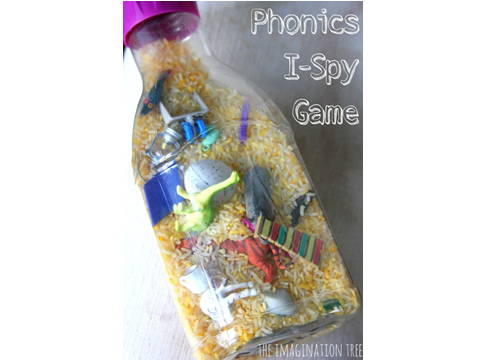 Phonics
I-Spy
Game
THE IMAGINATION TREE